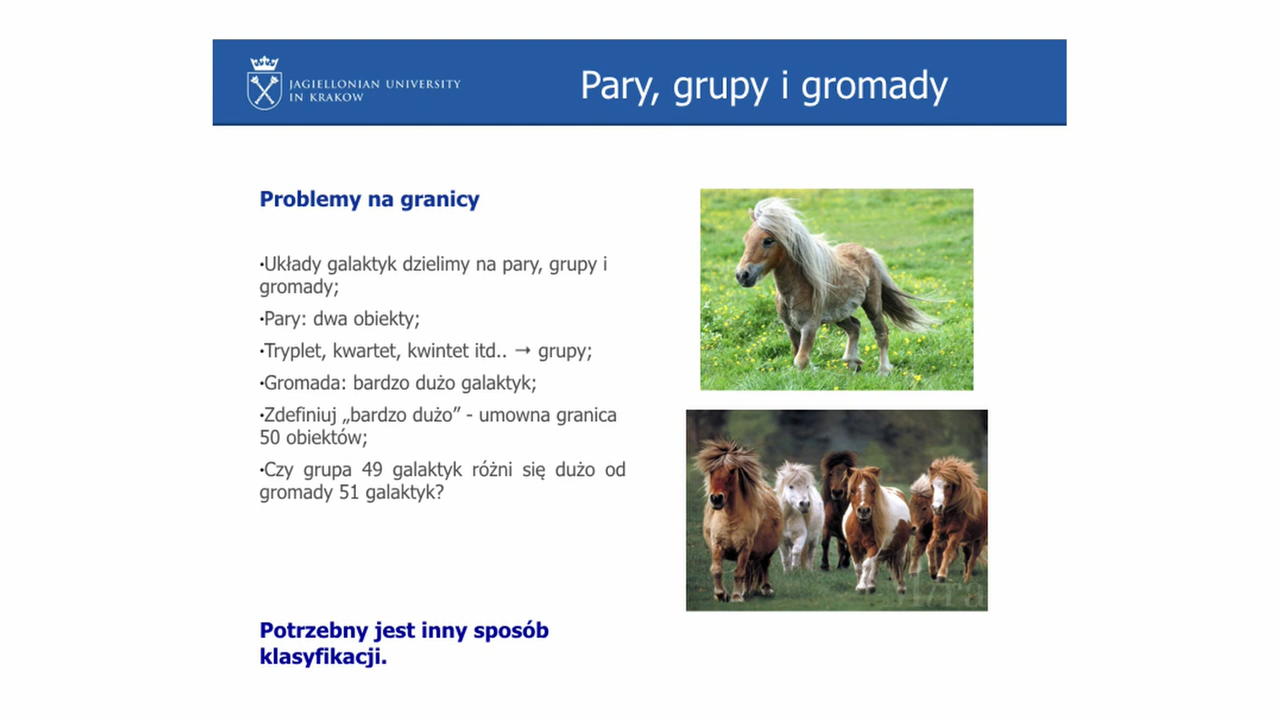 JAGIELLONIAN UNIVERSITY
IN KRAKOW
Pary, grupy i gromady
Problemy na granicy
•Układy galaktyk dzielimy na pary, grupy i
gromady;
•Pary: dwa obiekty;
•Tryplet, kwartet, kwintet itd.. → grupy;
•Gromada: bardzo dużo galaktyk;
•Zdefiniuj „bardzo dużo” - umowna granica
50 obiektów;
•Czy grupa 49 galaktyk różni się dużo od
gromady 51 galaktyk?
Potrzebny jest inny sposób
klasyfikacji.